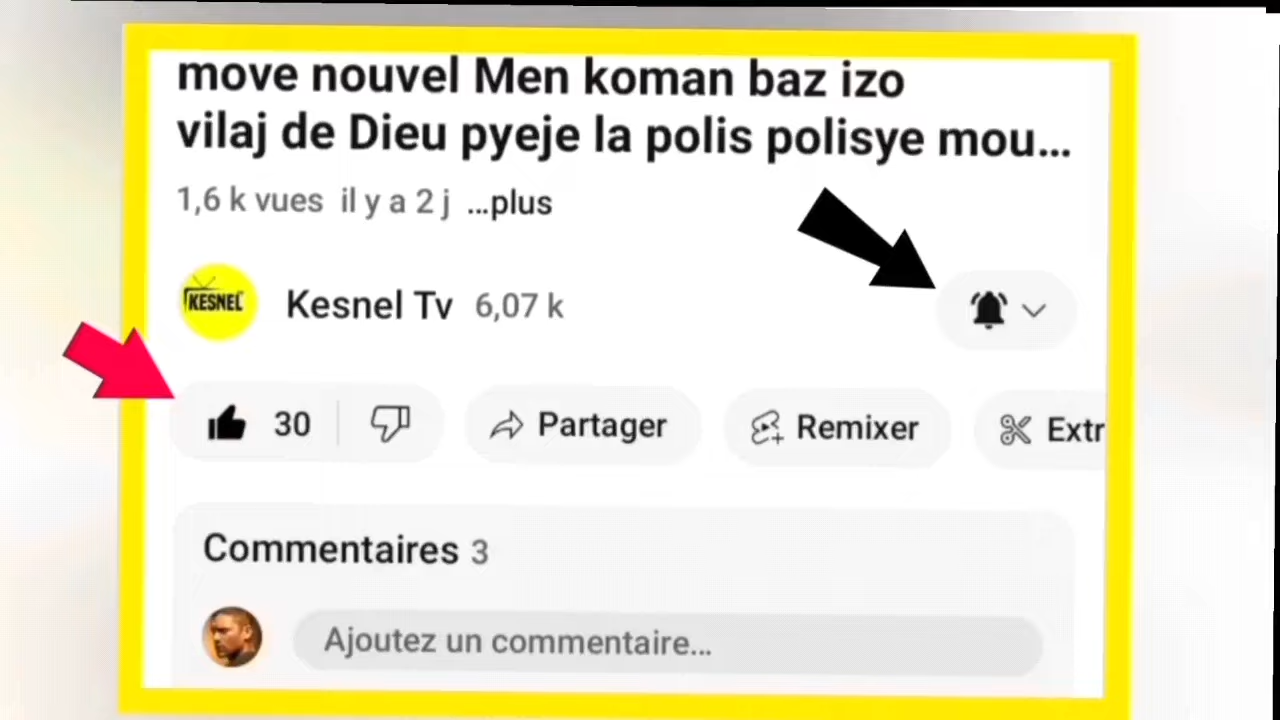 move nouvel Men koman baz izo
vilaj de Dieu pyeje la polis polisye mou...
1,6 k vues il y a 2 j ...plus
KESNEL
Kesnel Tv 6,07 k
30
Partager
Remixer
Extr
Commentaires 3
Ajoutez un commentaire...